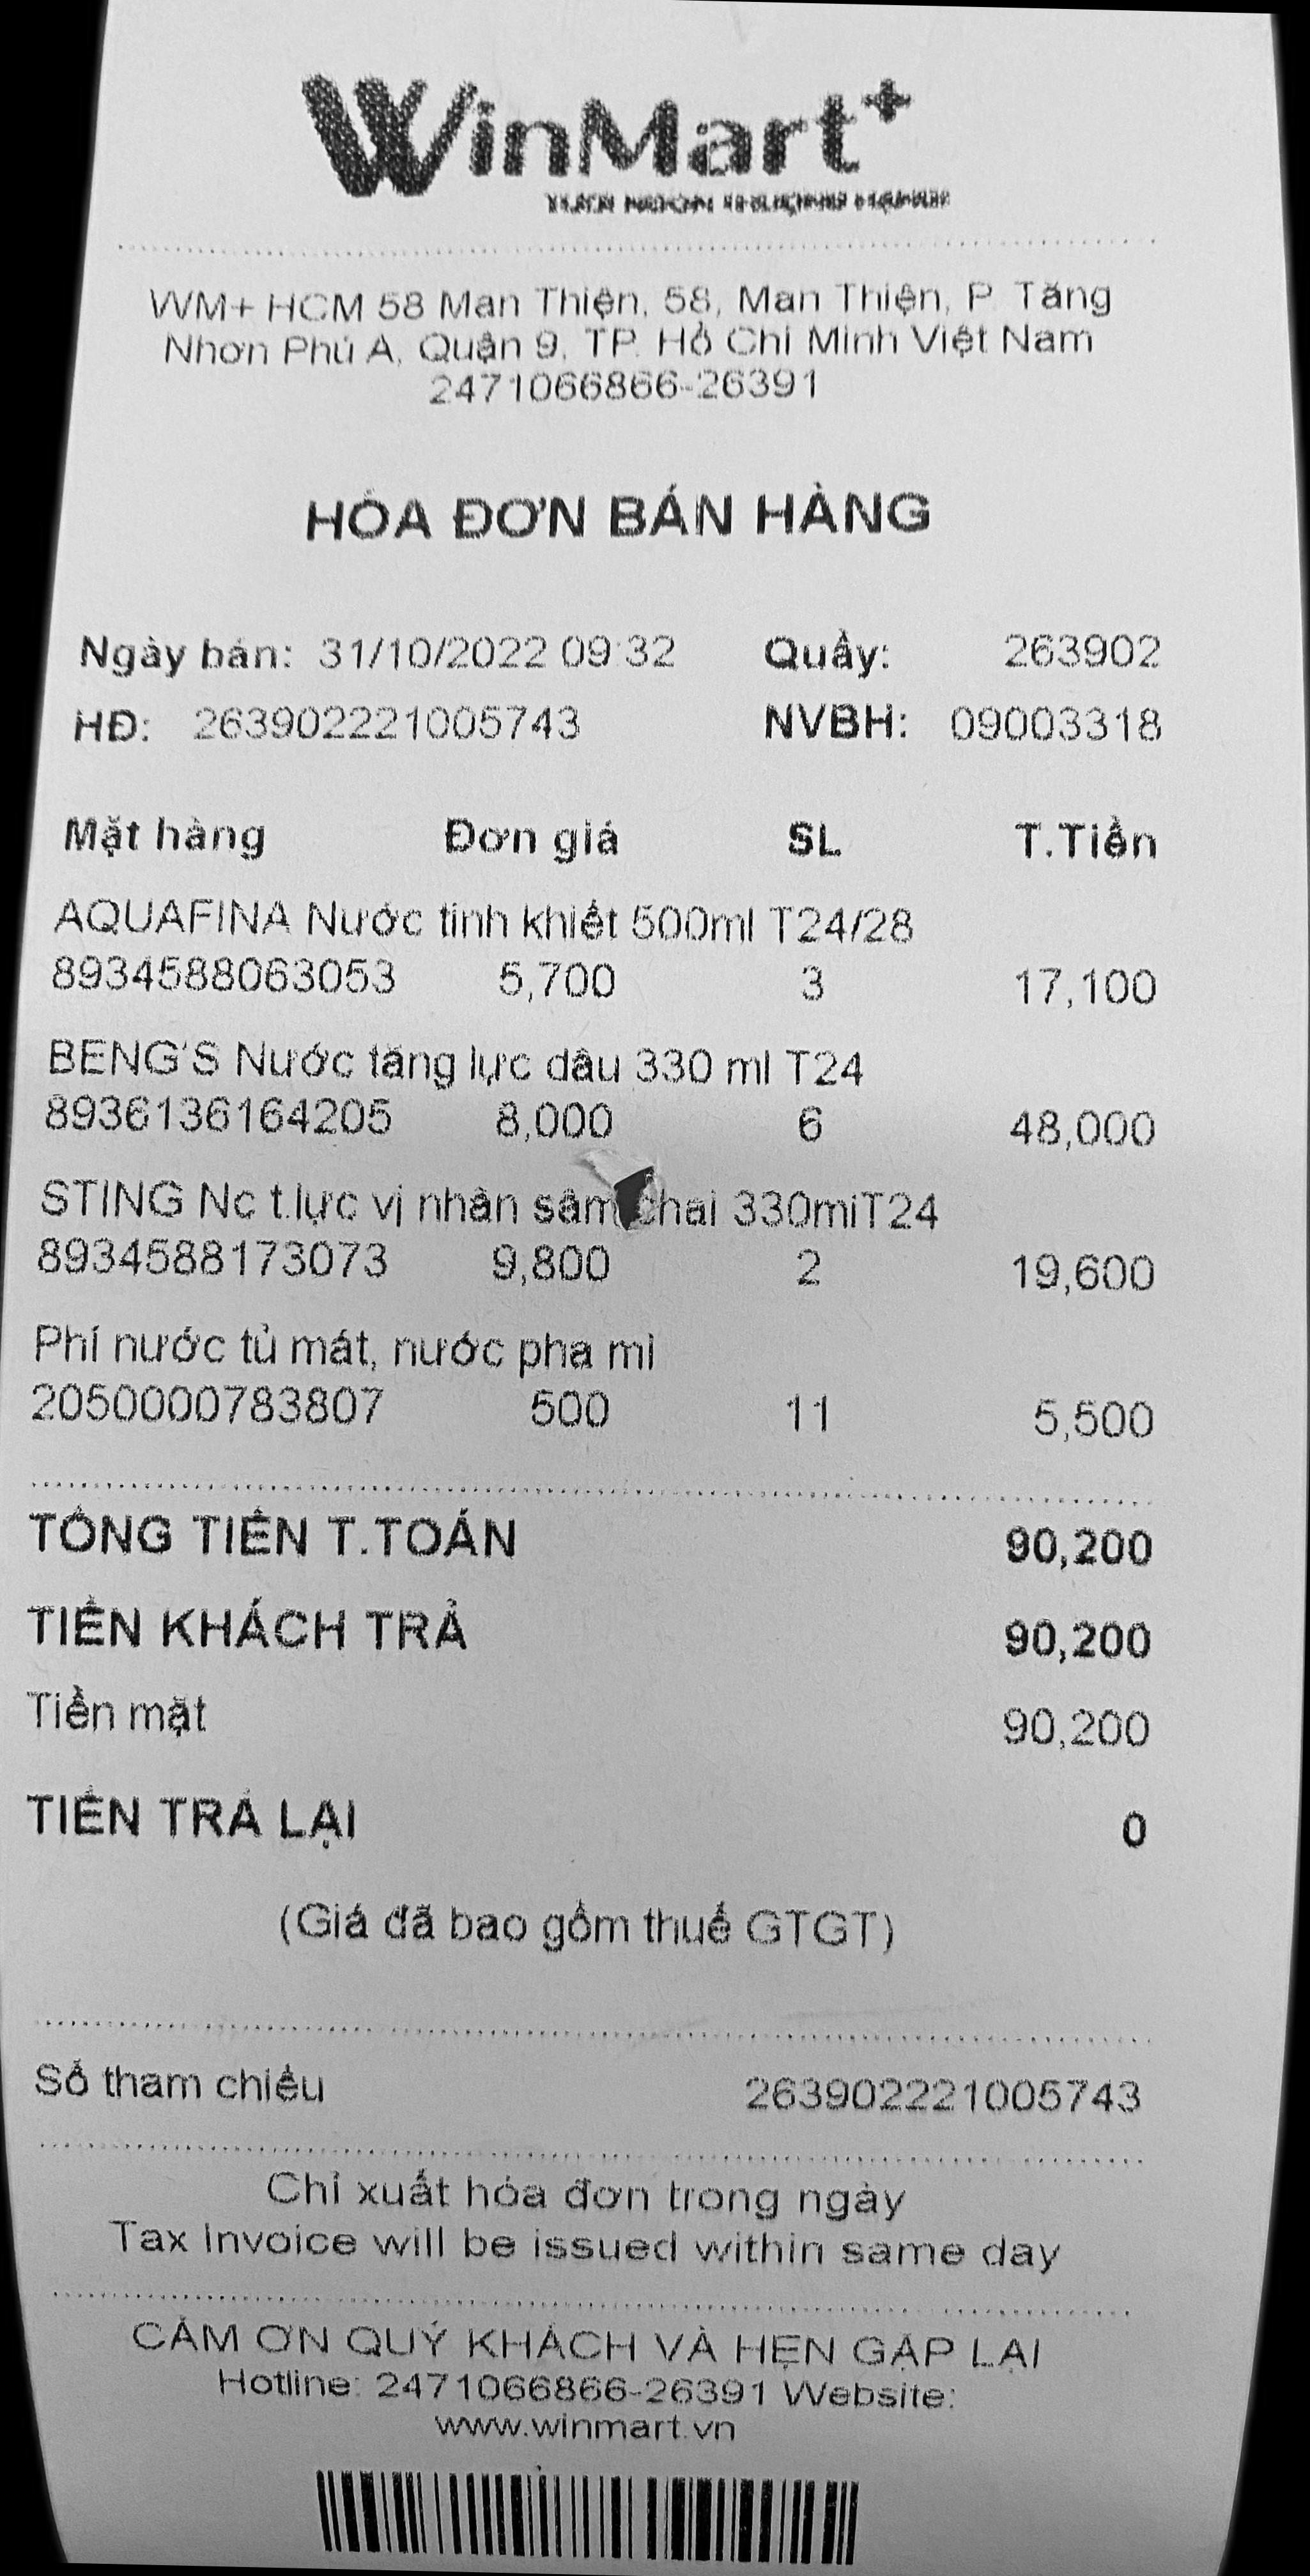 WinMart+
WM+ HCM 58 Man Thiện, 58, Man Thiện, P. Tăng
Nhơn Phú A, Quận 9, TP. Hồ Chí Minh Việt Nam
2471066866-26391
HÓA ĐƠN BÁN HÀNG
Ngày bán: 31/10/2022 09:32 Quầy: 263902
HĐ: 263902221005743 NVBH: 09003318
Mặt hàng Đơn giá SL T.Tiền
AQUAFINA Nước tinh khiết 500ml T24/28
8934588063053 5,700 3 17,100
BENG'S Nước tăng lực dâu 330 ml T24
8936136164205 8,000 6 48,000
STING Nc t.lực vị nhân sâm chai 330mlT24
8934588173073 9,800 2 19,600
Phí nước tủ mát, nước pha mì
2050000783807 500 11 5,500
TỔNG TIỀN T.TOÁN 90,200
TIỀN KHÁCH TRẢ 90,200
Tiền mặt 90,200
TIỀN TRẢ LẠI 0
(Giá đã bao gồm thuế GTGT)
Số tham chiếu 263902221005743
Chỉ xuất hóa đơn trong ngày
Tax Invoice will be issued within same day
CẢM ƠN QUÝ KHÁCH VÀ HẸN GẶP LẠI
Hotline: 2471066866-26391 Website:
www.winmart.vn